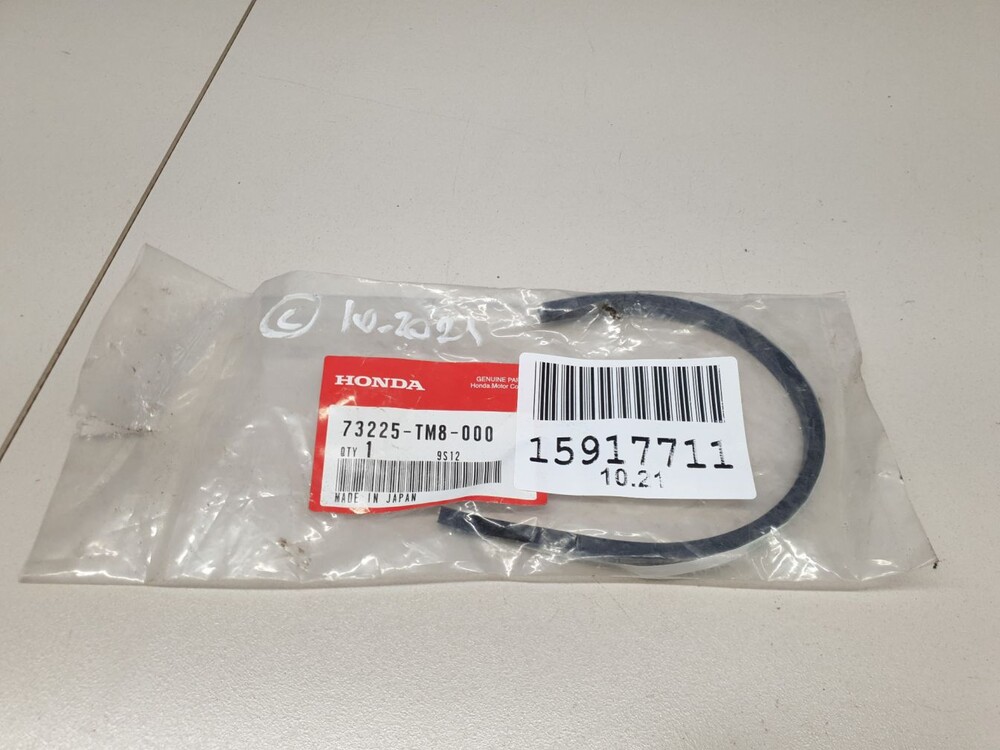 C 10-2021
HONDA
GENUINE PA
Honda Motor Co
73225-TM8-000
QTY 1
9S12
MADE IN JAPAN
15917711
10.21